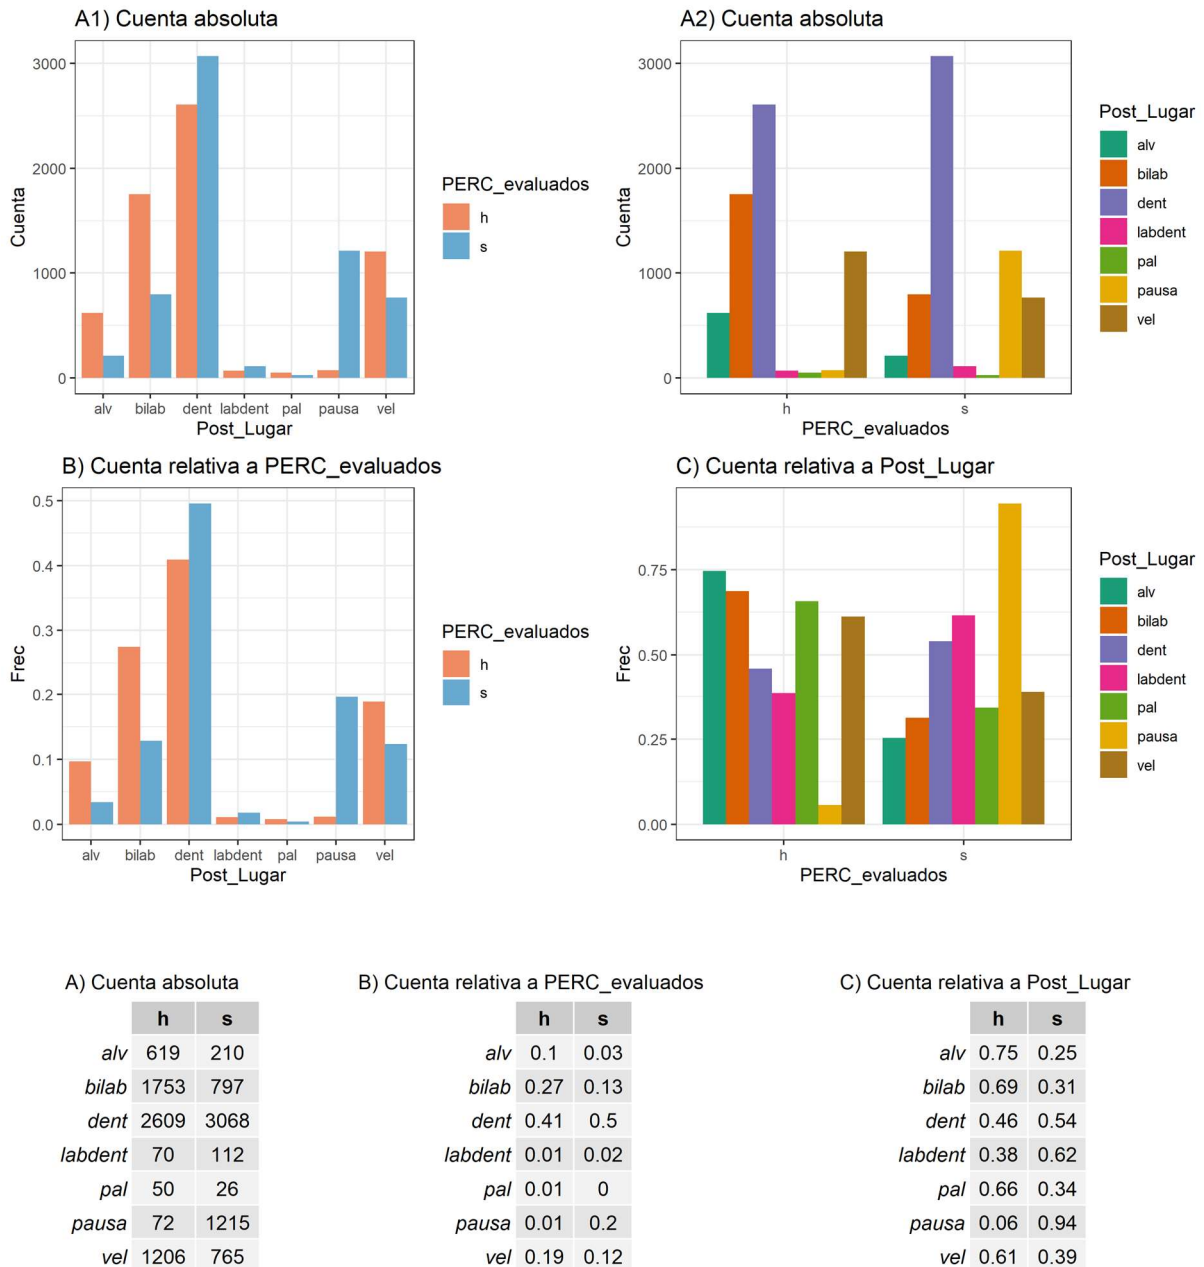 A1) Cuenta absoluta
Cuenta
3000
2000
1000
0
alv bilab dent labdent pal pausa vel
Post_Lugar
PERC_evaluados
h
s
A2) Cuenta absoluta
Cuenta
3000
2000
1000
0
h s
PERC_evaluados
Post_Lugar
alv
bilab
dent
labdent
pal
pausa
vel
B) Cuenta relativa a PERC_evaluados
Frec
0.5
0.4
0.3
0.2
0.1
0.0
alv bilab dent labdent pal pausa vel
Post_Lugar
PERC_evaluados
h
s
C) Cuenta relativa a Post_Lugar
Frec
0.75
0.50
0.25
0.00
h s
PERC_evaluados
Post_Lugar
alv
bilab
dent
labdent
pal
pausa
vel
A) Cuenta absoluta
h s
alv 619 210
bilab 1753 797
dent 2609 3068
labdent 70 112
pal 50 26
pausa 72 1215
vel 1206 765
B) Cuenta relativa a PERC_evaluados
h s
alv 0.1 0.03
bilab 0.27 0.13
dent 0.41 0.5
labdent 0.01 0.02
pal 0.01 0
pausa 0.01 0.2
vel 0.19 0.12
C) Cuenta relativa a Post_Lugar
h s
alv 0.75 0.25
bilab 0.69 0.31
dent 0.46 0.54
labdent 0.38 0.62
pal 0.66 0.34
pausa 0.06 0.94
vel 0.61 0.39